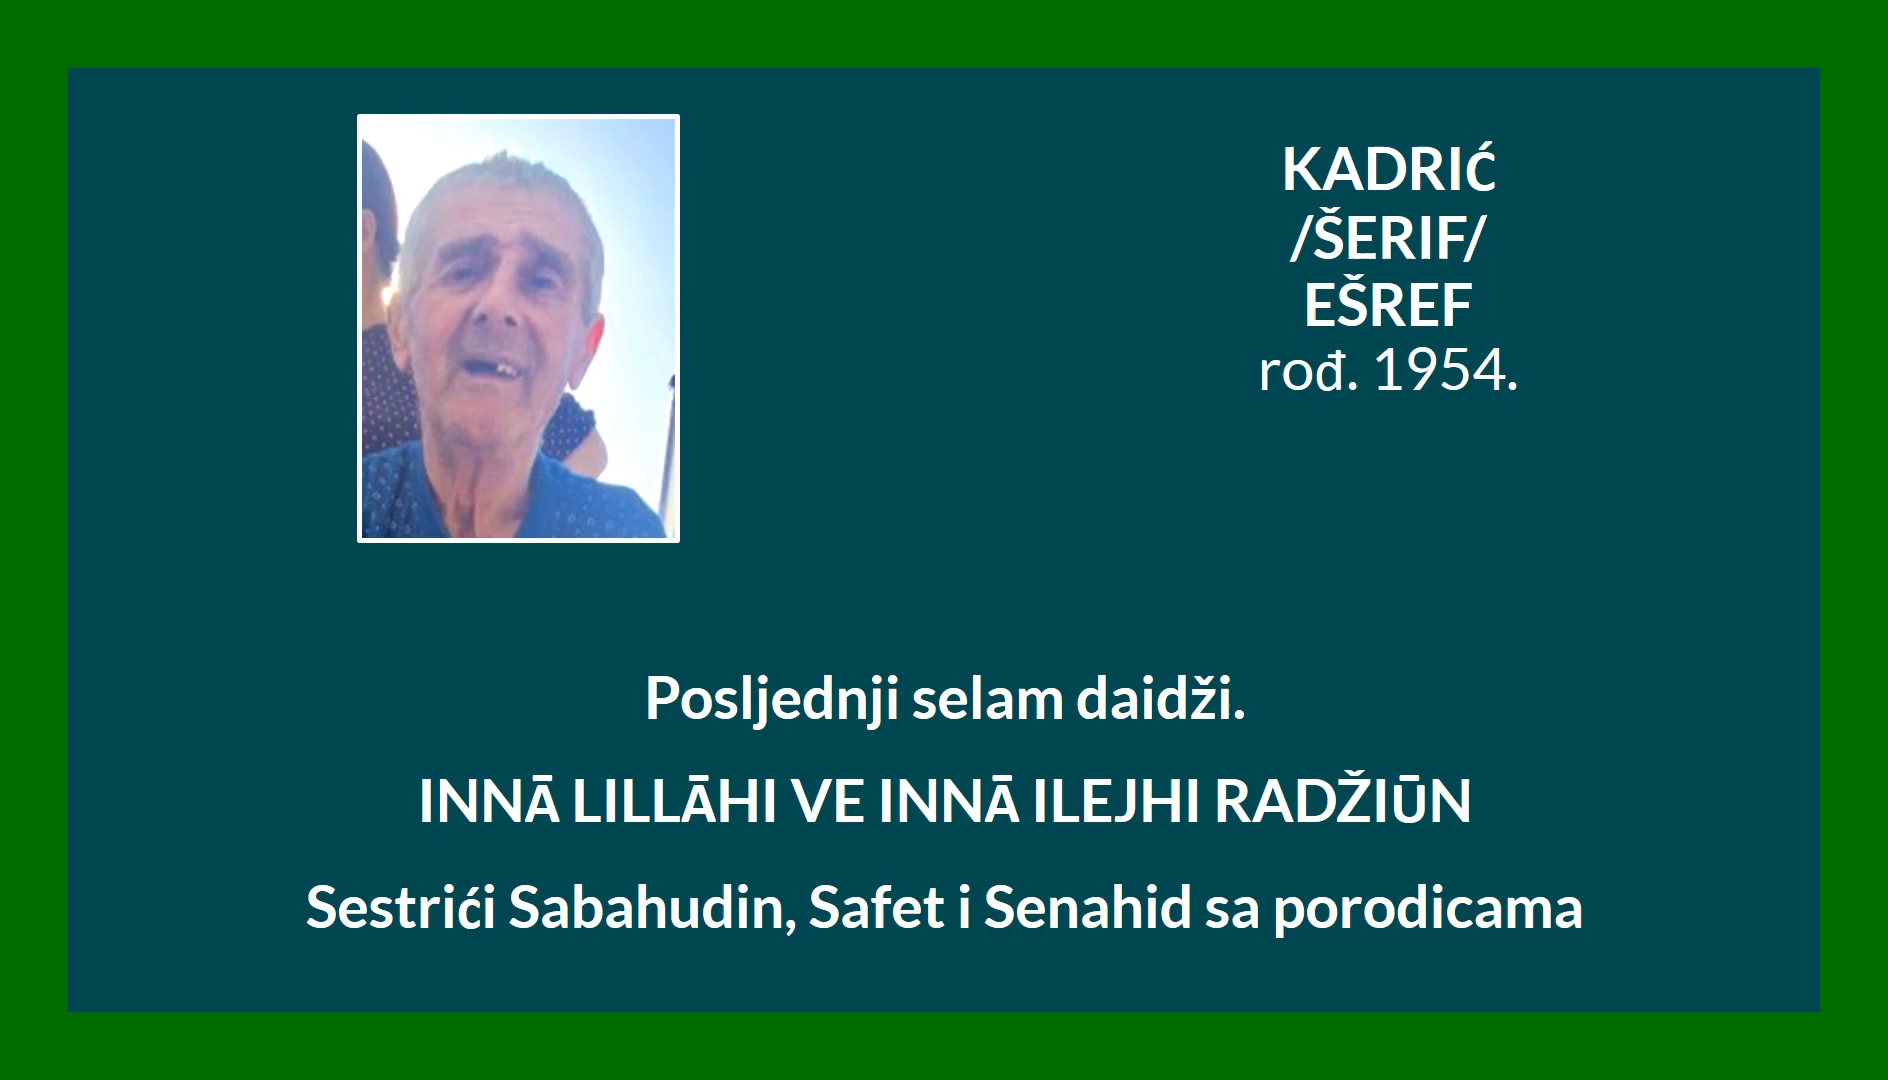 KADRIĆ
/ŠERIF/
EŠREF
rođ. 1954.
Posljednji selam daidži.
INNĀ LILLĀHI VE INNĀ ILEJHI RADŽIŪN
Sestrići Sabahudin, Safet i Senahid sa porodicama